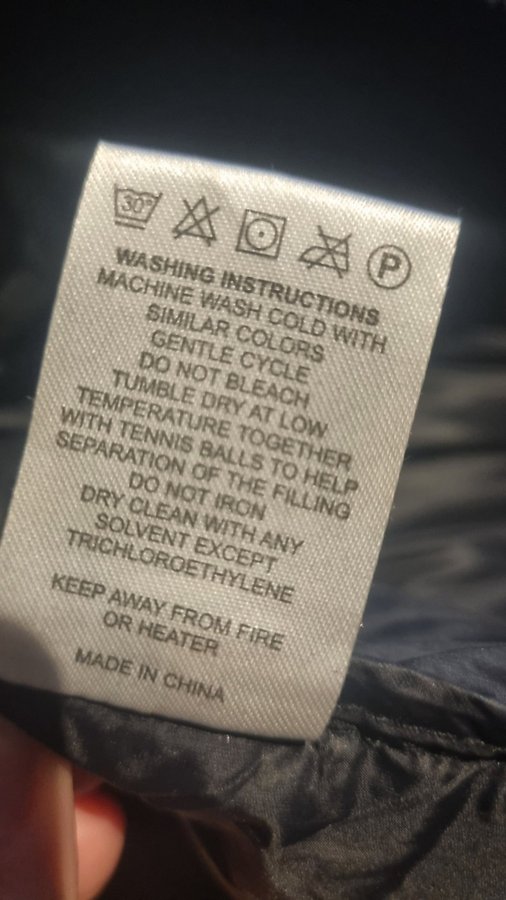 30° P
WASHING INSTRUCTIONS
MACHINE WASH COLD WITH
SIMILAR COLORS
GENTLE CYCLE
DO NOT BLEACH
TUMBLE DRY AT LOW
TEMPERATURE TOGETHER
WITH TENNIS BALLS TO HELP
SEPARATION OF THE FILLING
DO NOT IRON
DRY CLEAN WITH ANY
SOLVENT EXCEPT
TRICHLOROETHYLENE
KEEP AWAY FROM FIRE
OR HEATER
MADE IN CHINA